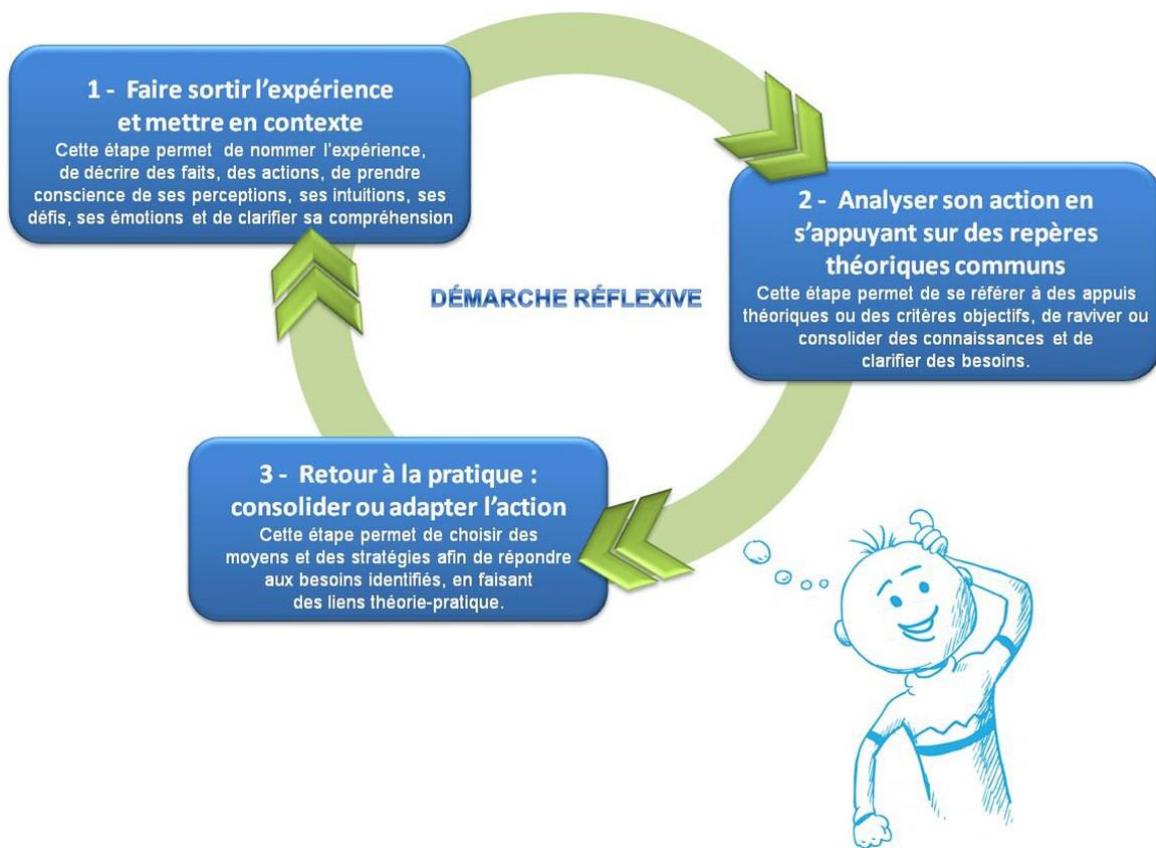 1 - Faire sortir l'expérience
et mettre en contexte
Cette étape permet de nommer l'expérience,
de décrire des faits, des actions, de prendre
conscience de ses perceptions, ses intuitions, ses
défis, ses émotions et de clarifier sa compréhension
2 - Analyser son action en
s'appuyant sur des repères
théoriques communs
Cette étape permet de se référer à des appuis
théoriques ou des critères objectifs, de raviver ou
consolider des connaissances et de
clarifier des besoins.
DÉMARCHE RÉFLEXIVE
3 - Retour à la pratique :
consolider ou adapter l'action
Cette étape permet de choisir des
moyens et des stratégies afin de répondre
aux besoins identifiés, en faisant
des liens théorie-pratique.